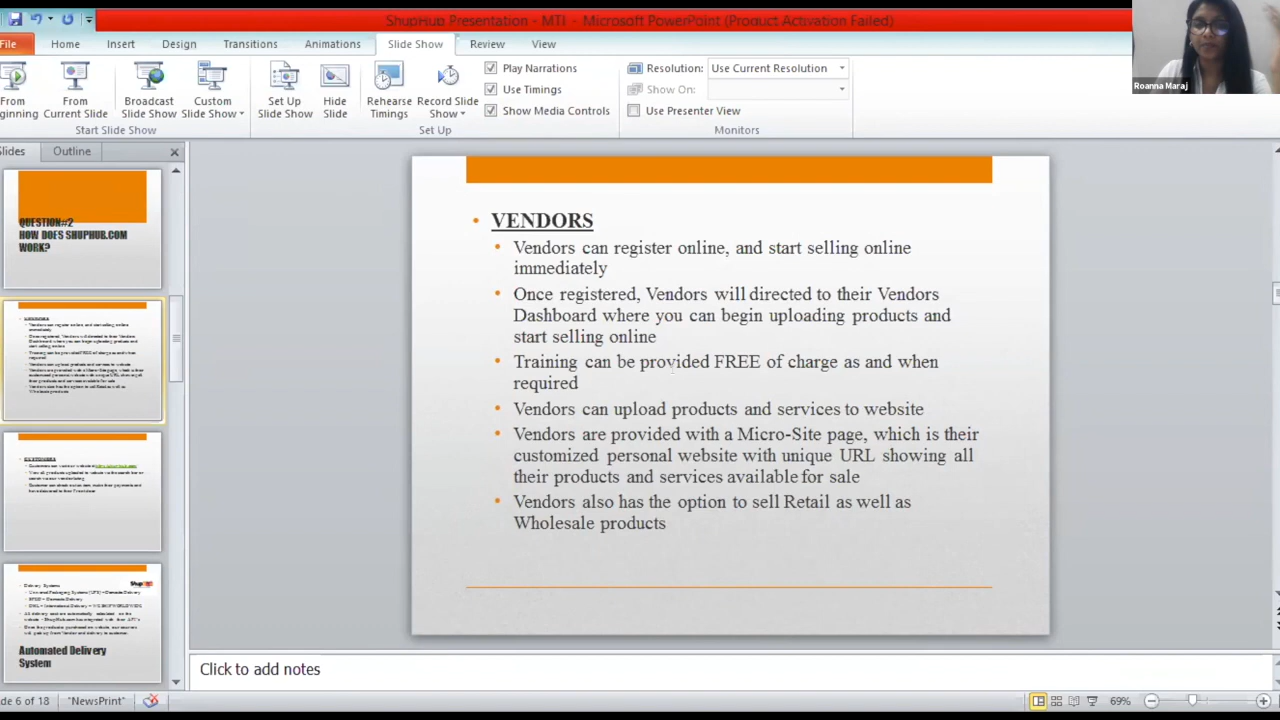 ShupHub Presentation - MTI - Microsoft PowerPoint (Product Activation Failed)
File Home Insert Design Transitions Animations Slide Show Review View
Roanna Maraj
From
ginning
From
Current Slide
Broadcast
Slide Show
Custom
Slide Show
Set Up
Slide Show
Hide
Slide
Rehearse
Timings
Record Slide
Show
Play Narrations
Use Timings
Show Media Controls
Resolution: Use Current Resolution
Show On:
Use Presenter View
Start Slide Show
Set Up
Monitors
Slides Outline
QUESTION#2
HOW DOES SHUPHUB.COM
WORK?
Automated Delivery
System
• VENDORS
• Vendors can register online, and start selling online
immediately
• Once registered, Vendors will directed to their Vendors
Dashboard where you can begin uploading products and
start selling online
• Training can be provided FREE of charge as and when
required
• Vendors can upload products and services to website
• Vendors are provided with a Micro-Site page, which is their
customized personal website with unique URL showing all
their products and services available for sale
• Vendors also has the option to sell Retail as well as
Wholesale products
Click to add notes
de 6 of 18 "NewsPrint" 69%